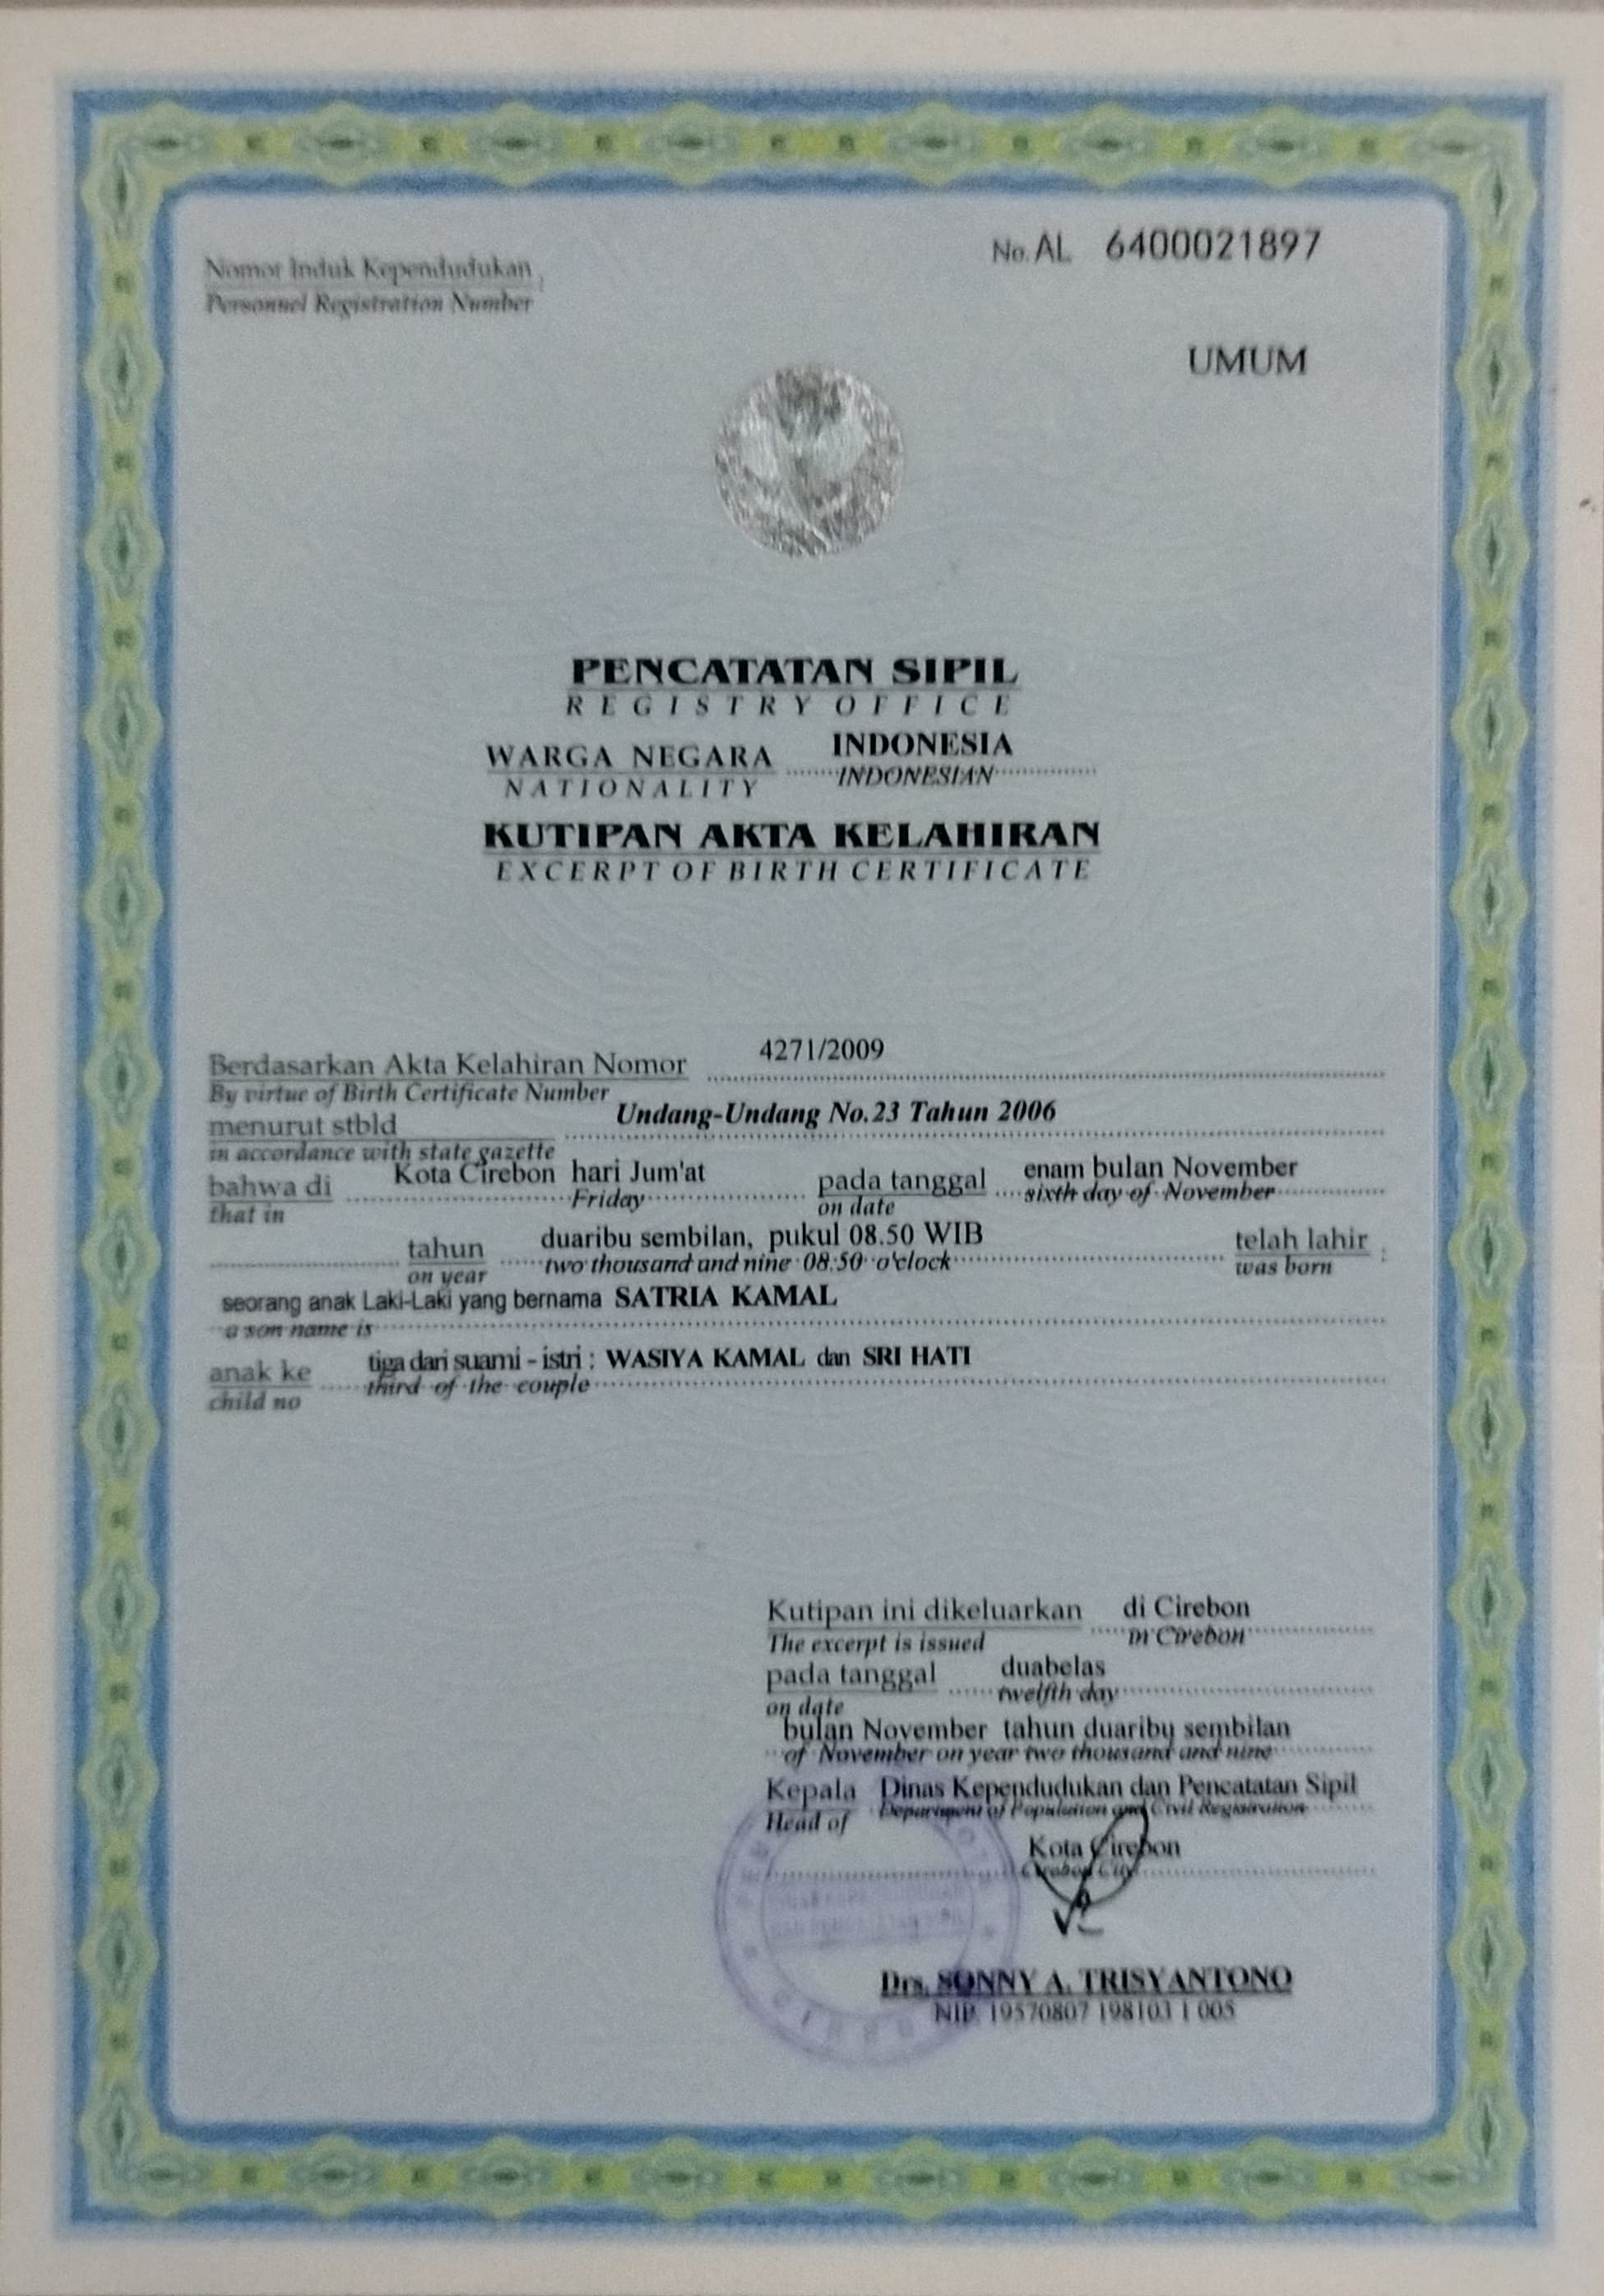 No. AL 6400021897
Nomor Induk Kependudukan
Personnel Registration Number
UMUM
PENCATATAN SIPIL
REGISTRY OFFICE
WARGA NEGARA INDONESIA
NATIONALITY INDONESIAN
KUTIPAN AKTA KELAHIRAN
EXCERPT OF BIRTH CERTIFICATE
Berdasarkan Akta Kelahiran Nomor 4271/2009
By virtue of Birth Certificate Number
menurut stbld Undang-Undang No.23 Tahun 2006
in accordance with state gazette
bahwa di Kota Cirebon hari Jum'at pada tanggal enam bulan November
that in Friday on date sixth day of November
tahun duaribu sembilan, pukul 08.50 WIB telah lahir :
on year two thousand and nine 08.50 o'clock was born
seorang anak Laki-Laki yang bernama SATRIA KAMAL
a son name is
anak ke tiga dari suami - istri : WASIYA KAMAL dan SRI HATI
child no third of the couple
Kutipan ini dikeluarkan di Cirebon
The excerpt is issued in Cirebon
pada tanggal duabelas
on date twelfth day
bulan November tahun duaribu sembilan
of November on year two thousand and nine
Kepala Dinas Kependudukan dan Pencatatan Sipil
Head of Department of Population and Civil Registration
Kota Cirebon
Cirebon City
Drs. SONNY A. TRISYANTONO
NIP. 19570807 198103 1 005